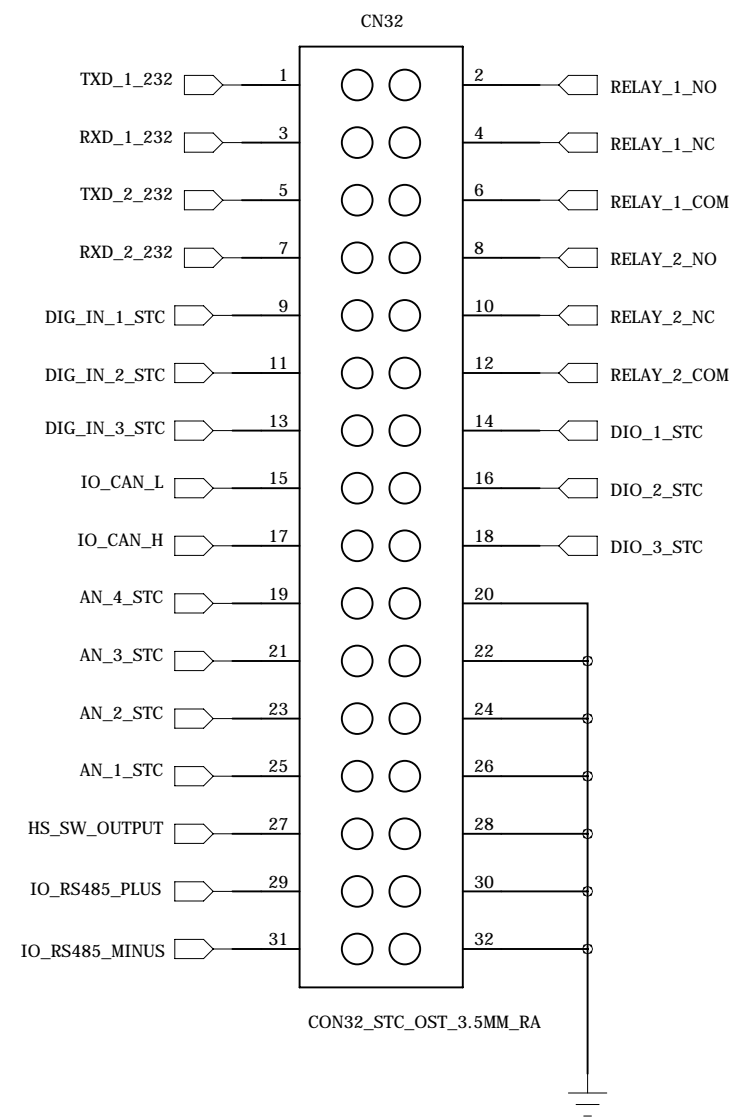 CN32
TXD_1_232 1 2 RELAY_1_NO
RXD_1_232 3 4 RELAY_1_NC
TXD_2_232 5 6 RELAY_1_COM
RXD_2_232 7 8 RELAY_2_NO
DIG_IN_1_STC 9 10 RELAY_2_NC
DIG_IN_2_STC 11 12 RELAY_2_COM
DIG_IN_3_STC 13 14 DIO_1_STC
IO_CAN_L 15 16 DIO_2_STC
IO_CAN_H 17 18 DIO_3_STC
AN_4_STC 19 20
AN_3_STC 21 22
AN_2_STC 23 24
AN_1_STC 25 26
HS_SW_OUTPUT 27 28
IO_RS485_PLUS 29 30
IO_RS485_MINUS 31 32
CON32_STC_OST_3.5MM_RA